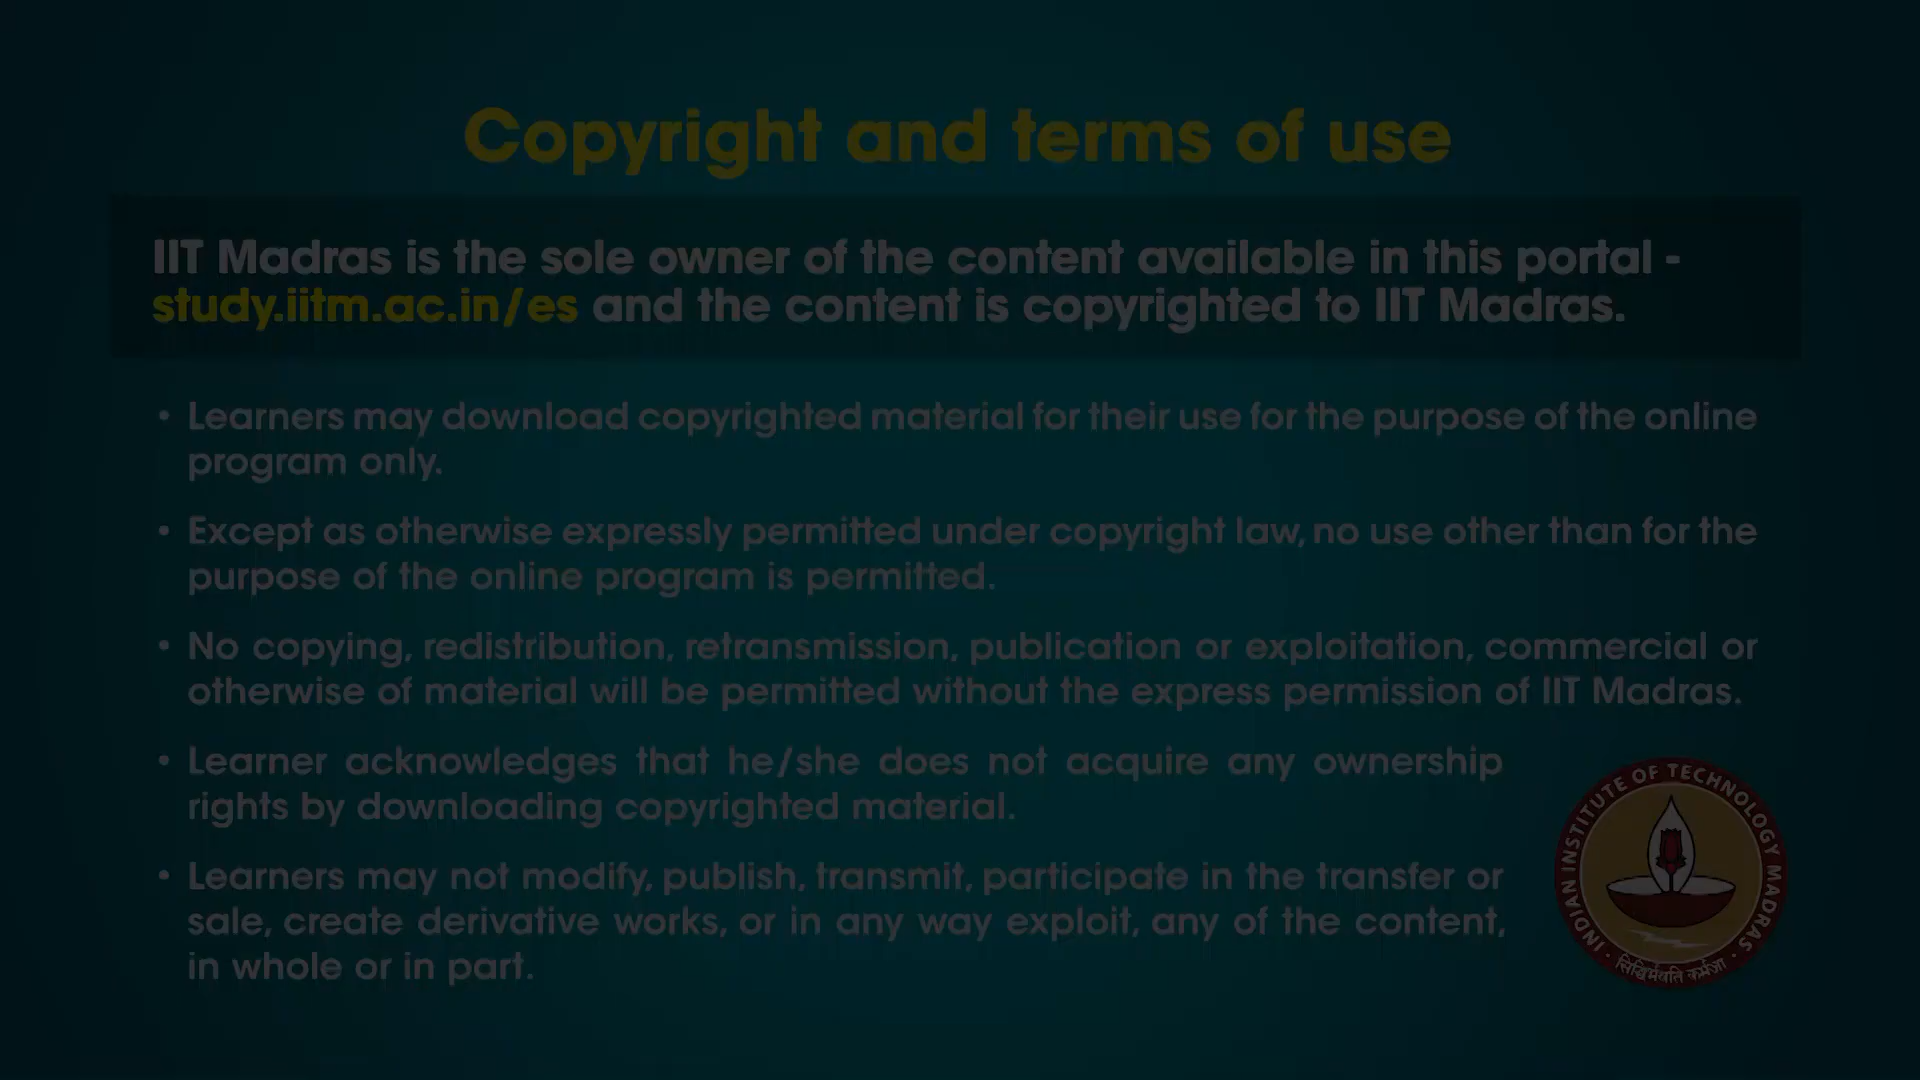 Copyright and terms of use
IIT Madras is the sole owner of the content available in this portal -
study.iitm.ac.in/es and the content is copyrighted to IIT Madras.
• Learners may download copyrighted material for their use for the purpose of the online
program only.
• Except as otherwise expressly permitted under copyright law, no use other than for the
purpose of the online program is permitted.
• No copying, redistribution, retransmission, publication or exploitation, commercial or
otherwise of material will be permitted without the express permission of IIT Madras.
• Learner acknowledges that he/she does not acquire any ownership
rights by downloading copyrighted material.
• Learners may not modify, publish, transmit, participate in the transfer or
sale, create derivative works, or in any way exploit, any of the content,
in whole or in part.
INDIAN INSTITUTE OF TECHNOLOGY MADRAS
सिद्धिर्भवति कर्मजा